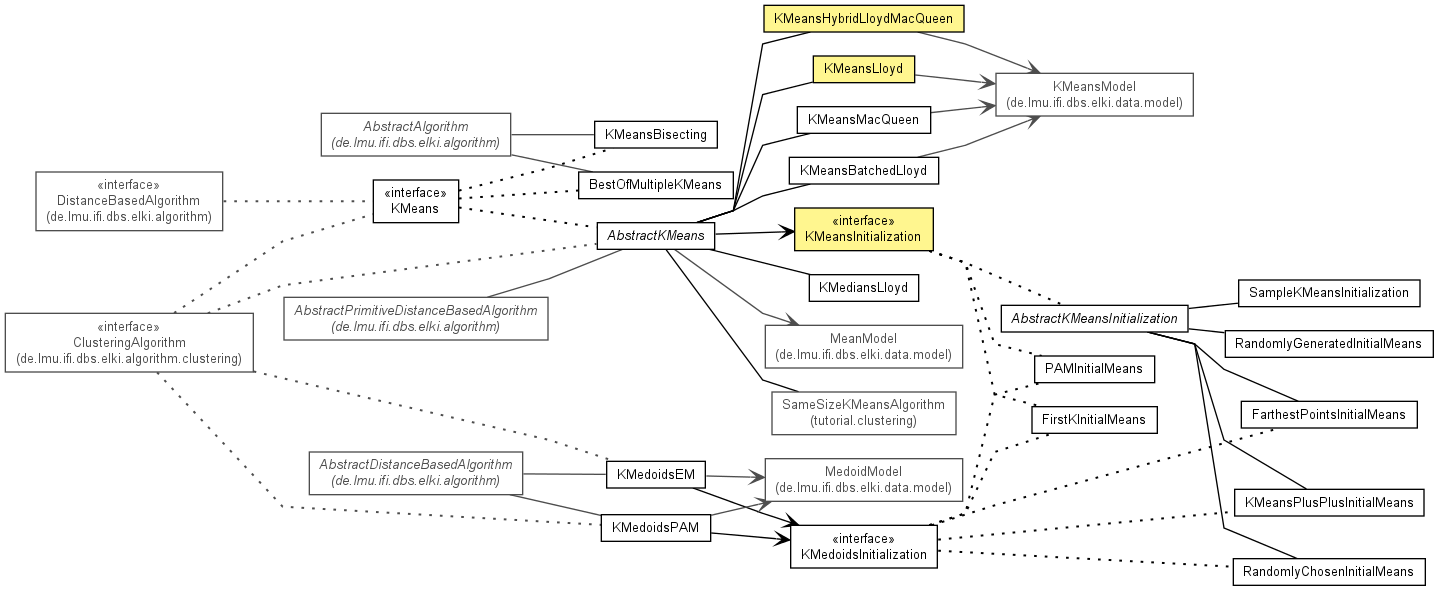 KMeansHybridLloydMacQueen
KMeansLloyd
KMeansModel
(de.lmu.ifi.dbs.elki.data.model)
KMeansMacQueen
AbstractAlgorithm
(de.lmu.ifi.dbs.elki.algorithm)
KMeansBisecting
KMeansBatchedLloyd
«interface»
DistanceBasedAlgorithm
(de.lmu.ifi.dbs.elki.algorithm)
«interface»
KMeans
BestOfMultipleKMeans
AbstractKMeans
«interface»
KMeansInitialization
KMediansLloyd
SampleKMeansInitialization
AbstractPrimitiveDistanceBasedAlgorithm
(de.lmu.ifi.dbs.elki.algorithm)
AbstractKMeansInitialization
«interface»
ClusteringAlgorithm
(de.lmu.ifi.dbs.elki.algorithm.clustering)
MeanModel
(de.lmu.ifi.dbs.elki.data.model)
RandomlyGeneratedInitialMeans
PAMInitialMeans
SameSizeKMeansAlgorithm
(tutorial.clustering)
FirstKInitialMeans
FarthestPointsInitialMeans
AbstractDistanceBasedAlgorithm
(de.lmu.ifi.dbs.elki.algorithm)
KMedoidsEM
MedoidModel
(de.lmu.ifi.dbs.elki.data.model)
KMeansPlusPlusInitialMeans
KMedoidsPAM
«interface»
KMedoidsInitialization
RandomlyChosenInitialMeans